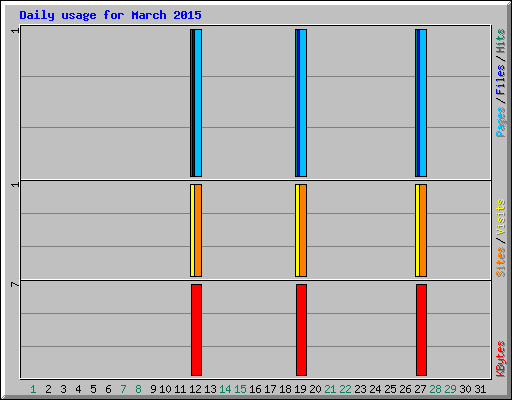 Daily usage for March 2015
1
Pages / Files / Hits
1
Sites / Visits
7
KBytes
1 2 3 4 5 6 7 8 9 10 11 12 13 14 15 16 17 18 19 20 21 22 23 24 25 26 27 28 29 30 31